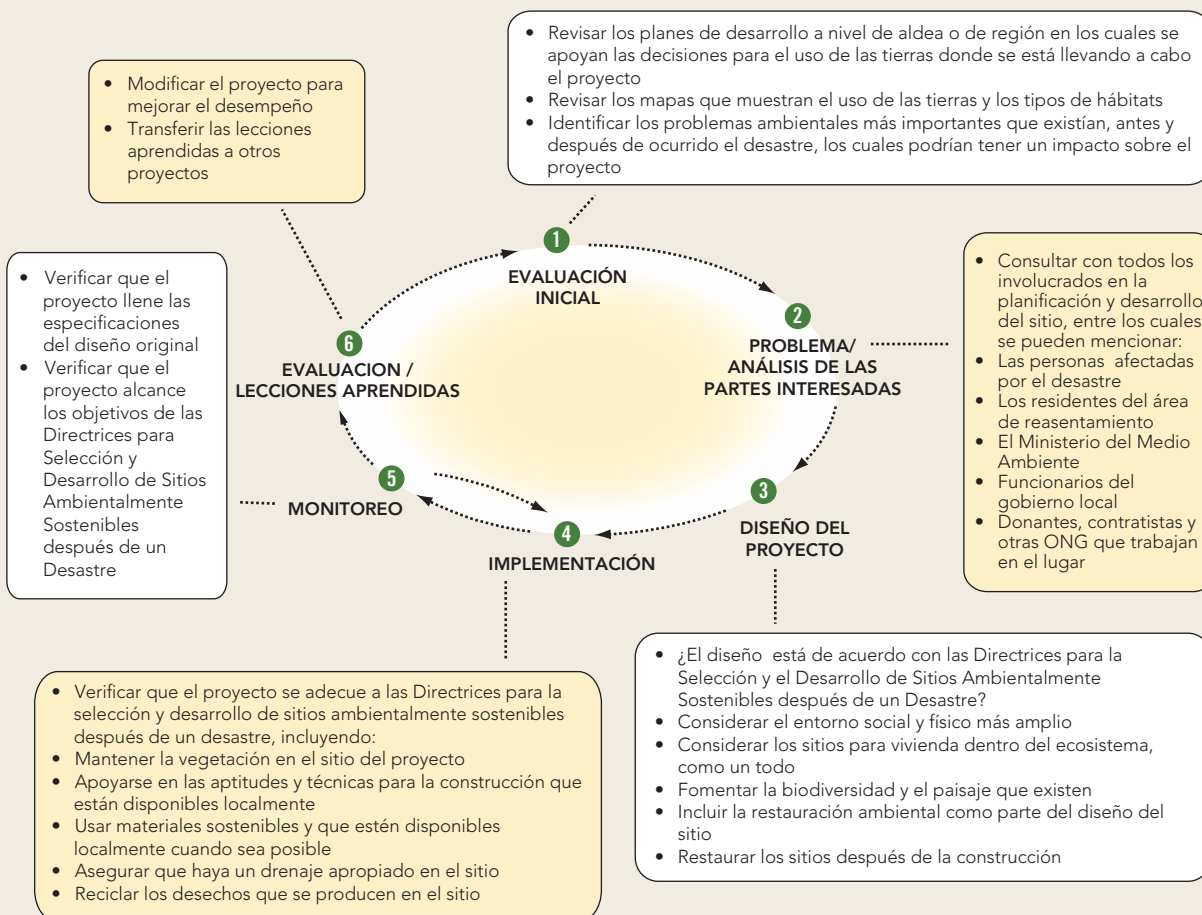 • Revisar los planes de desarrollo a nivel de aldea o de región en los cuales se
apoyan las decisiones para el uso de las tierras donde se está llevando a cabo
el proyecto
• Revisar los mapas que muestran el uso de las tierras y los tipos de hábitats
• Identificar los problemas ambientales más importantes que existían, antes y
después de ocurrido el desastre, los cuales podrían tener un impacto sobre el
proyecto
• Modificar el proyecto para
mejorar el desempeño
• Transferir las lecciones
aprendidas a otros
proyectos
1
EVALUACIÓN
INICIAL
2
PROBLEMA/
ANÁLISIS DE LAS
PARTES INTERESADAS
• Consultar con todos los
involucrados en la
planificación y desarrollo
del sitio, entre los cuales
se pueden mencionar:
• Las personas afectadas
por el desastre
• Los residentes del área
de reasentamiento
• El Ministerio del Medio
Ambiente
• Funcionarios del
gobierno local
• Donantes, contratistas y
otras ONG que trabajan
en el lugar
3
DISEÑO DEL
PROYECTO
• ¿El diseño está de acuerdo con las Directrices para la
Selección y el Desarrollo de Sitios Ambientalmente
Sostenibles después de un Desastre?
• Considerar el entorno social y físico más amplio
• Considerar los sitios para vivienda dentro del ecosistema,
como un todo
• Fomentar la biodiversidad y el paisaje que existen
• Incluir la restauración ambiental como parte del diseño del
sitio
• Restaurar los sitios después de la construcción
4
IMPLEMENTACIÓN
• Verificar que el proyecto se adecue a las Directrices para la
selección y desarrollo de sitios ambientalmente sostenibles
después de un desastre, incluyendo:
• Mantener la vegetación en el sitio del proyecto
• Apoyarse en las aptitudes y técnicas para la construcción que
están disponibles localmente
• Usar materiales sostenibles y que estén disponibles
localmente cuando sea posible
• Asegurar que haya un drenaje apropiado en el sitio
• Reciclar los desechos que se producen en el sitio
5
MONITOREO
• Verificar que el
proyecto llene las
especificaciones
del diseño original
• Verificar que el
proyecto alcance
los objetivos de las
Directrices para
Selección y
Desarrollo de Sitios
Ambientalmente
Sostenibles
después de un
Desastre
6
EVALUACION /
LECCIONES APRENDIDAS